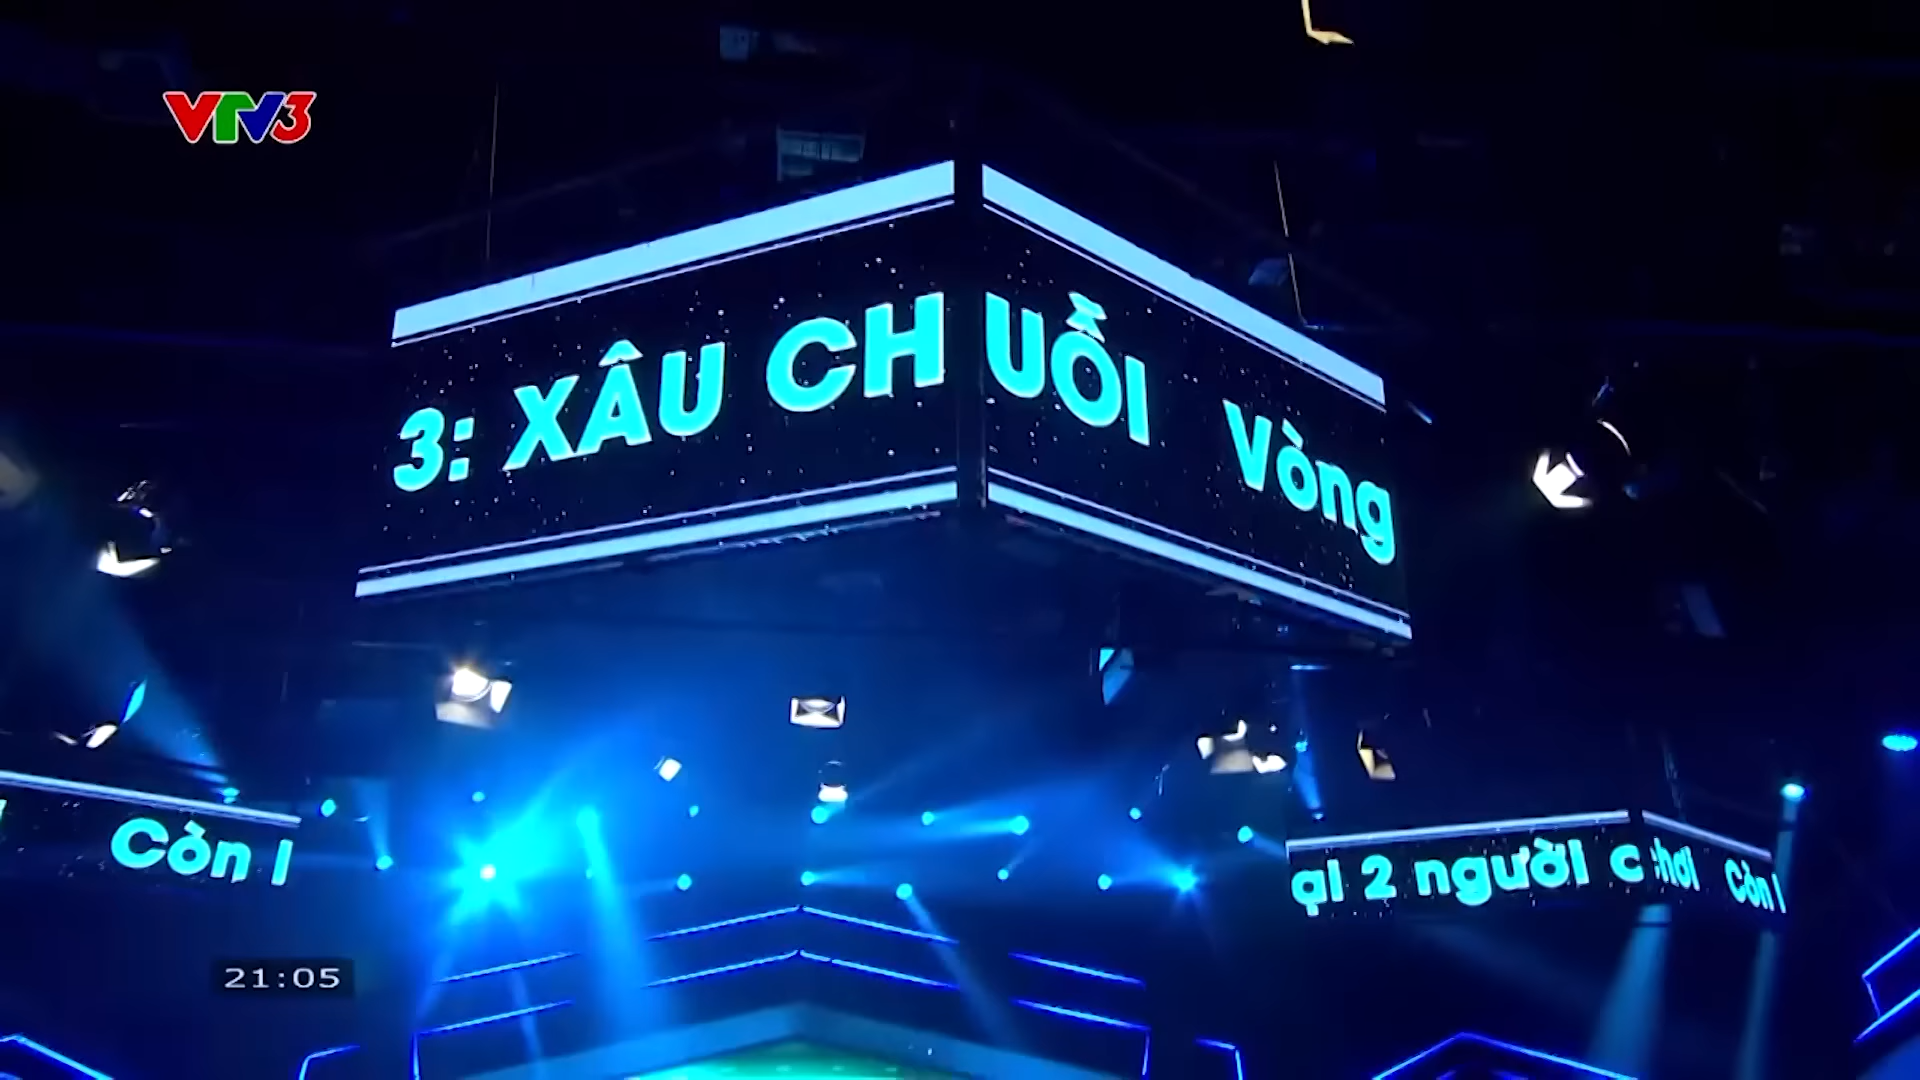 VTV3
3: XÂU CHUỖI Vòng
Còn l
ại 2 người chơi Còn l
21:05